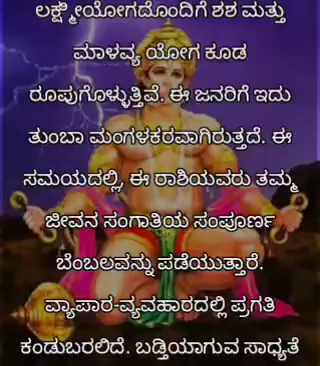 ಲಕ್ಷ್ಮೀಯೋಗದೊಂದಿಗೆ ಶಶ ಮತ್ತು
ಮಾಳವ್ಯ ಯೋಗ ಕೂಡ
ರೂಪುಗೊಳ್ಳುತ್ತಿವೆ. ಈ ಜನರಿಗೆ ಇದು
ತುಂಬಾ ಮಂಗಳಕರವಾಗಿರುತ್ತದೆ. ಈ
ಸಮಯದಲ್ಲಿ, ಈ ರಾಶಿಯವರು ತಮ್ಮ
ಜೀವನ ಸಂಗಾತಿಯ ಸಂಪೂರ್ಣ
ಬೆಂಬಲವನ್ನು ಪಡೆಯುತ್ತಾರೆ.
ವ್ಯಾಪಾರ-ವ್ಯವಹಾರದಲ್ಲಿ ಪ್ರಗತಿ
ಕಂಡುಬರಲಿದೆ. ಬಡ್ತಿಯಾಗುವ ಸಾಧ್ಯತೆ